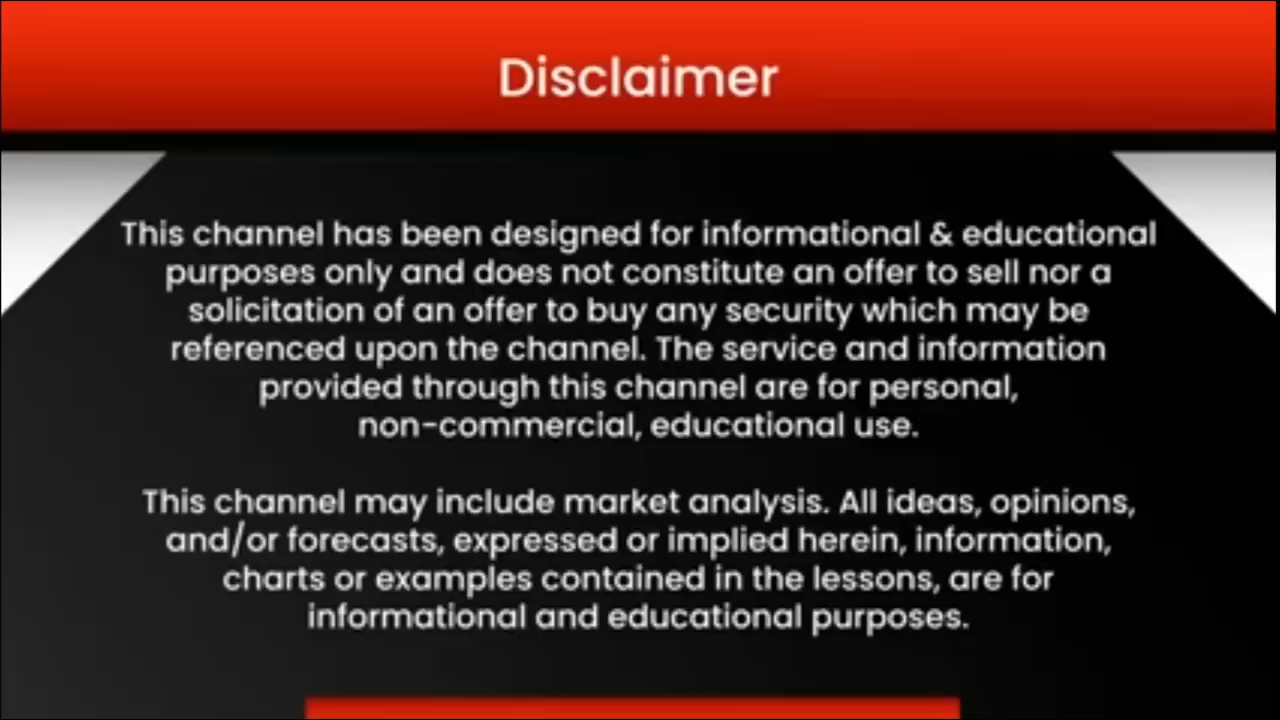 Disclaimer
This channel has been designed for informational & educational
purposes only and does not constitute an offer to sell nor a
solicitation of an offer to buy any security which may be
referenced upon the channel. The service and information
provided through this channel are for personal,
non-commercial, educational use.
This channel may include market analysis. All ideas, opinions,
and/or forecasts, expressed or implied herein, information,
charts or examples contained in the lessons, are for
informational and educational purposes.